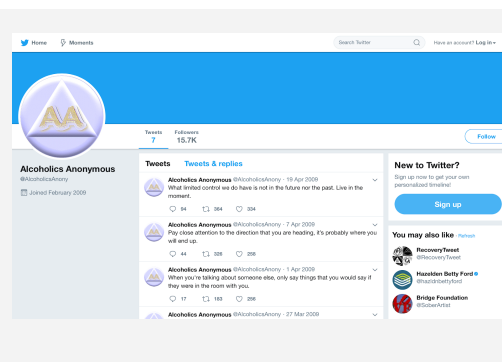 Home Moments Search Twitter Have an account? Log in
AA
Tweets Followers
7 15.7K
Follow
Alcoholics Anonymous
@AlcoholicsAnony
Joined February 2009
Tweets Tweets & replies
Alcoholics Anonymous @AlcoholicsAnony · 19 Apr 2009
What limited control we do have is not in the future nor the past. Live in the
moment.
94 364 334
Alcoholics Anonymous @AlcoholicsAnony · 7 Apr 2009
Pay close attention to the direction that you are heading, it's probably where you
will end up.
44 326 258
Alcoholics Anonymous @AlcoholicsAnony · 1 Apr 2009
When you're talking about someone else, only say things that you would say if
they were in the room with you.
17 163 256
Alcoholics Anonymous @AlcoholicsAnony · 27 Mar 2009
New to Twitter?
Sign up now to get your own
personalized timeline!
Sign up
You may also like · Refresh
RecoveryTweet
@RecoveryTweet
Hazelden Betty Ford
@hazldnbettyford
Bridge Foundation
@SoberArtist